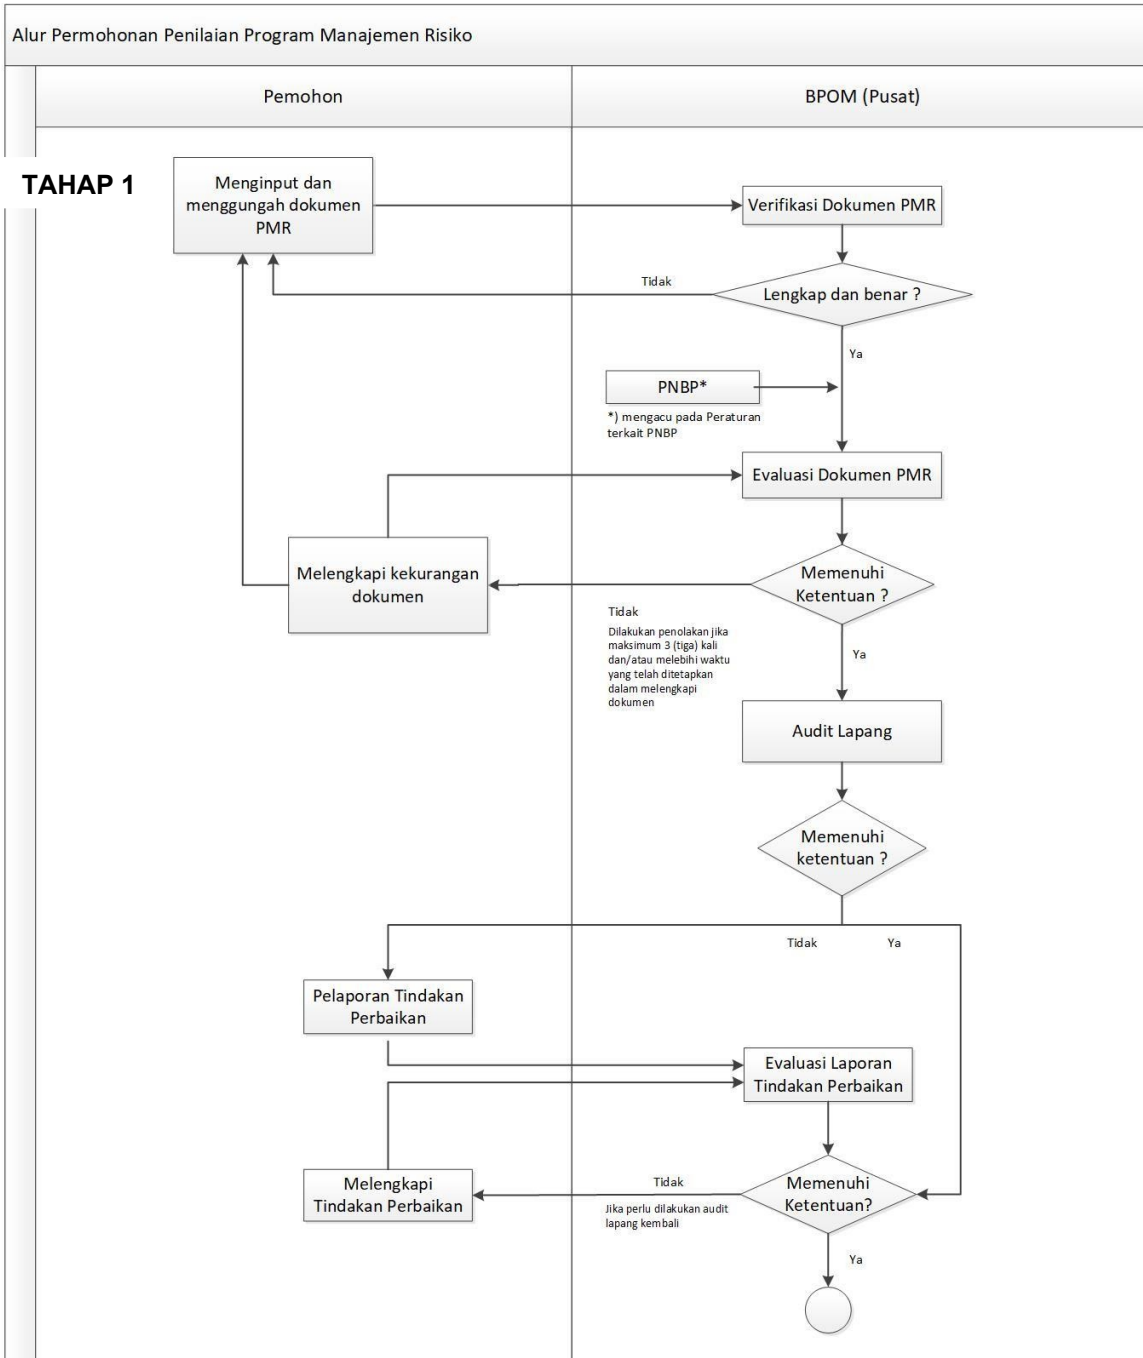 Alur Permohonan Penilaian Program Manajemen Risiko
Pemohon
BPOM (Pusat)
TAHAP 1
Menginput dan
menggungah dokumen
PMR
Verifikasi Dokumen PMR
Tidak
Lengkap dan benar ?
Ya
PNBP*
*) mengacu pada Peraturan
terkait PNBP
Evaluasi Dokumen PMR
Melengkapi kekurangan
dokumen
Memenuhi
Ketentuan ?
Tidak
Dilakukan penolakan jika
maksimum 3 (tiga) kali
dan/atau melebihi waktu
yang telah ditetapkan
dalam melengkapi
dokumen
Ya
Audit Lapang
Memenuhi
ketentuan ?
Tidak
Ya
Pelaporan Tindakan
Perbaikan
Evaluasi Laporan
Tindakan Perbaikan
Melengkapi
Tindakan Perbaikan
Tidak
Jika perlu dilakukan audit
lapang kembali
Memenuhi
Ketentuan?
Ya